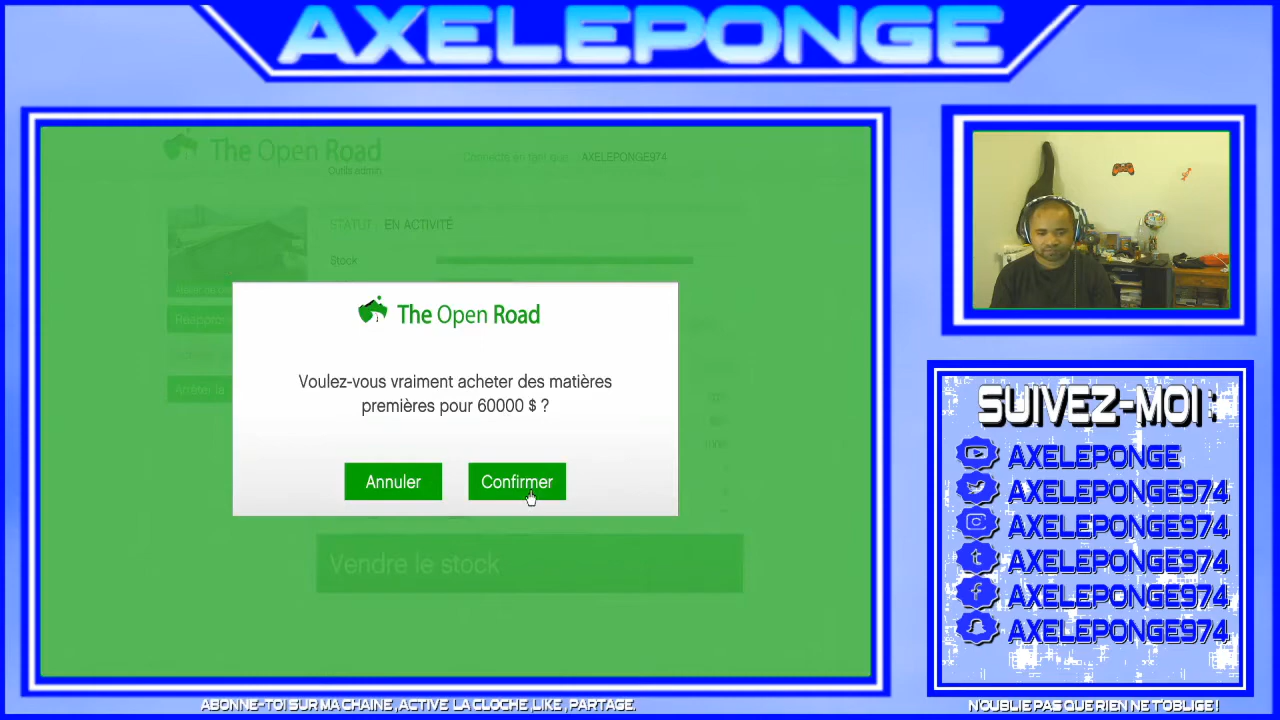 AXELEPONGE
The Open Road
Outils admin
Connecté en tant que
AXELEPONGE974
STATUT
EN ACTIVITÉ
Stock
The Open Road
Voulez-vous vraiment acheter des matières
premières pour 60000 $ ?
Annuler
Confirmer
Vendre le stock
SUIVEZ-MOI :
AXELEPONGE
AXELEPONGE974
AXELEPONGE974
AXELEPONGE974
AXELEPONGE974
AXELEPONGE974
ABONNE-TOI SUR MA CHAINE, ACTIVE LA CLOCHE, LIKE, PARTAGE.
N'OUBLIE PAS QUE RIEN NE T'OBLIGE !